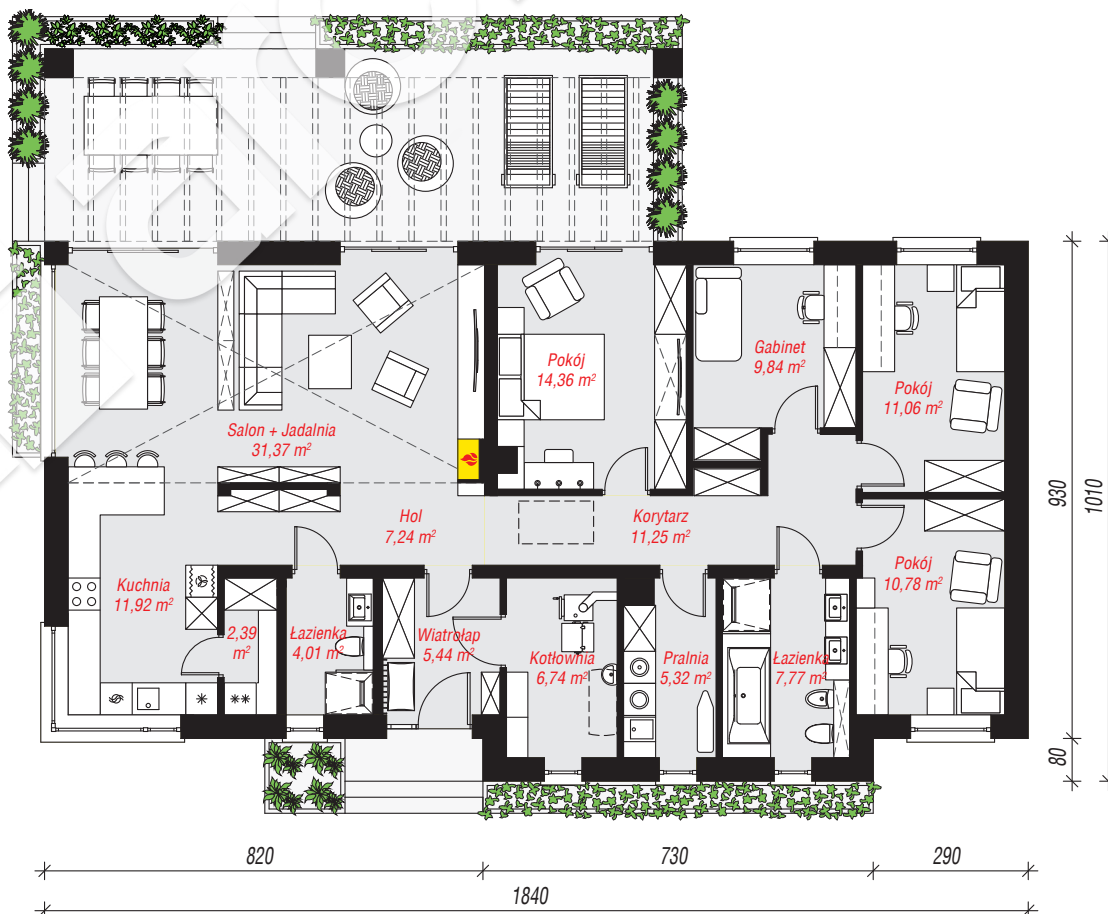 Pokój
14,36 m²
Gabinet
9,84 m²
Pokój
11,06 m²
Salon + Jadalnia
31,37 m²
Hol
7,24 m²
Korytarz
11,25 m²
Pokój
10,78 m²
Kuchnia
11,92 m²
2,39
m²
Łazienka
4,01 m²
Wiatrołap
5,44 m²
Kotłownia
6,74 m²
Pralnia
5,32 m²
Łazienka
7,77 m²
930
1010
80
820
730
290
1840